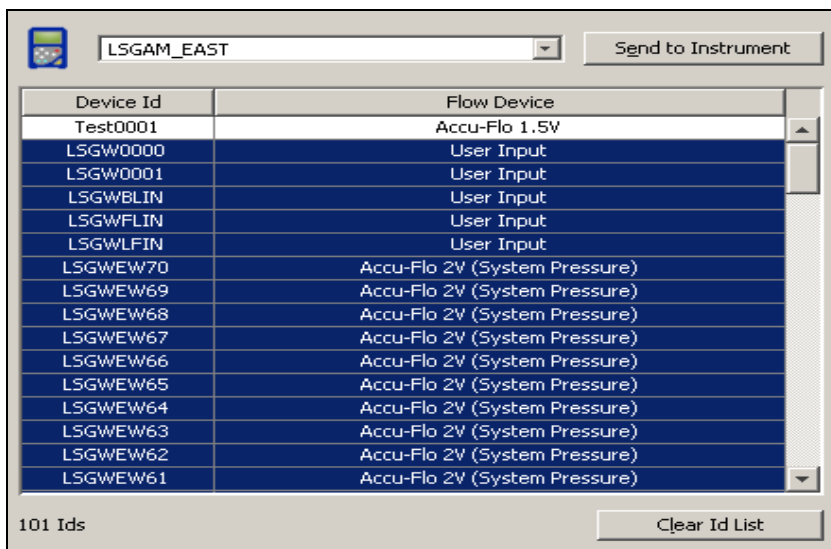 LSGAM_EAST Send to Instrument
Device Id Flow Device
Test0001 Accu-Flo 1.5V
LSGW0000 User Input
LSGW0001 User Input
LSGWBLIN User Input
LSGWFLIN User Input
LSGWLFIN User Input
LSGWEW70 Accu-Flo 2V (System Pressure)
LSGWEW69 Accu-Flo 2V (System Pressure)
LSGWEW68 Accu-Flo 2V (System Pressure)
LSGWEW67 Accu-Flo 2V (System Pressure)
LSGWEW66 Accu-Flo 2V (System Pressure)
LSGWEW65 Accu-Flo 2V (System Pressure)
LSGWEW64 Accu-Flo 2V (System Pressure)
LSGWEW63 Accu-Flo 2V (System Pressure)
LSGWEW62 Accu-Flo 2V (System Pressure)
LSGWEW61 Accu-Flo 2V (System Pressure)
101 Ids Clear Id List